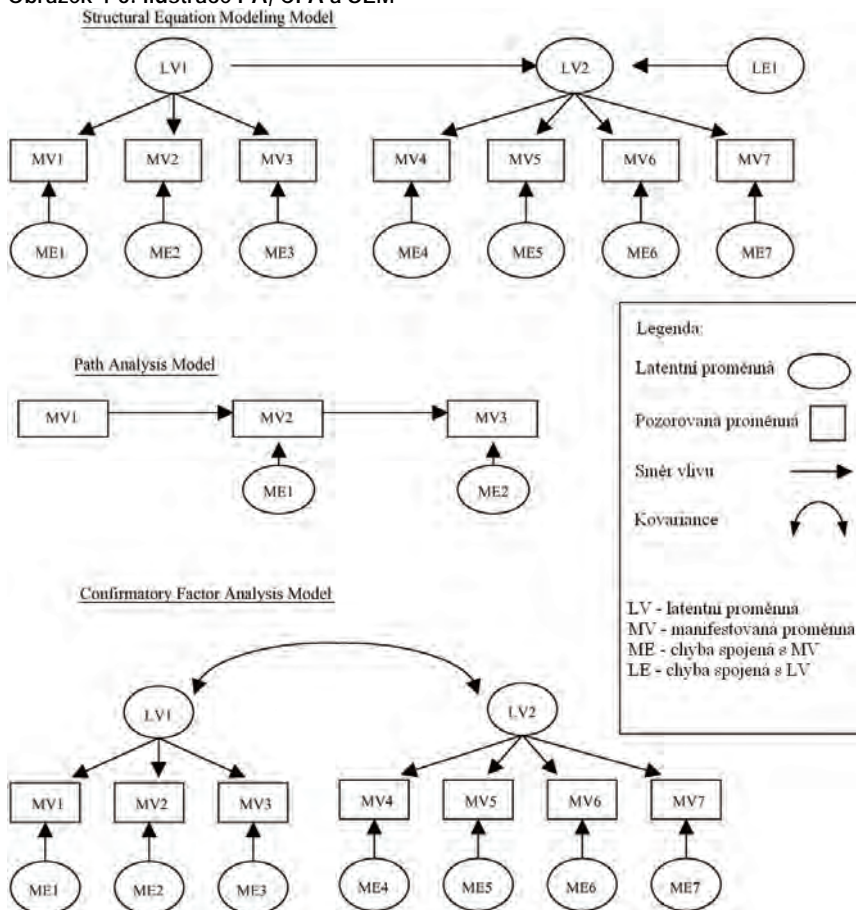 Structural Equation Modeling Model
LV1 LV2 LE1
MV1 MV2 MV3 MV4 MV5 MV6 MV7
ME1 ME2 ME3 ME4 ME5 ME6 ME7
Path Analysis Model
MV1 MV2 MV3
ME1 ME2
Legenda:
Latentní proměnná
Pozorovaná proměnná
Směr vlivu
Kovariance
LV - latentní proměnná
MV - manifestovaná proměnná
ME - chyba spojená s MV
LE - chyba spojená s LV
Confirmatory Factor Analysis Model
LV1 LV2
MV1 MV2 MV3 MV4 MV5 MV6 MV7
ME1 ME2 ME3 ME4 ME5 ME6 ME7